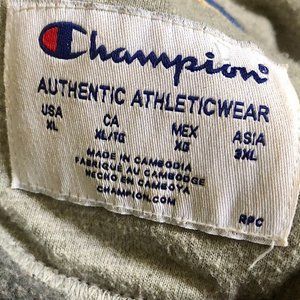 Champion
AUTHENTIC ATHLETICWEAR
USA CA MEX ASIA
XL XL/TG XG 2XL
MADE IN CAMBODIA
FABRIQUE AU CAMBODGE
HECHO EN CAMBOYA
CHAMPION.COM
RPC